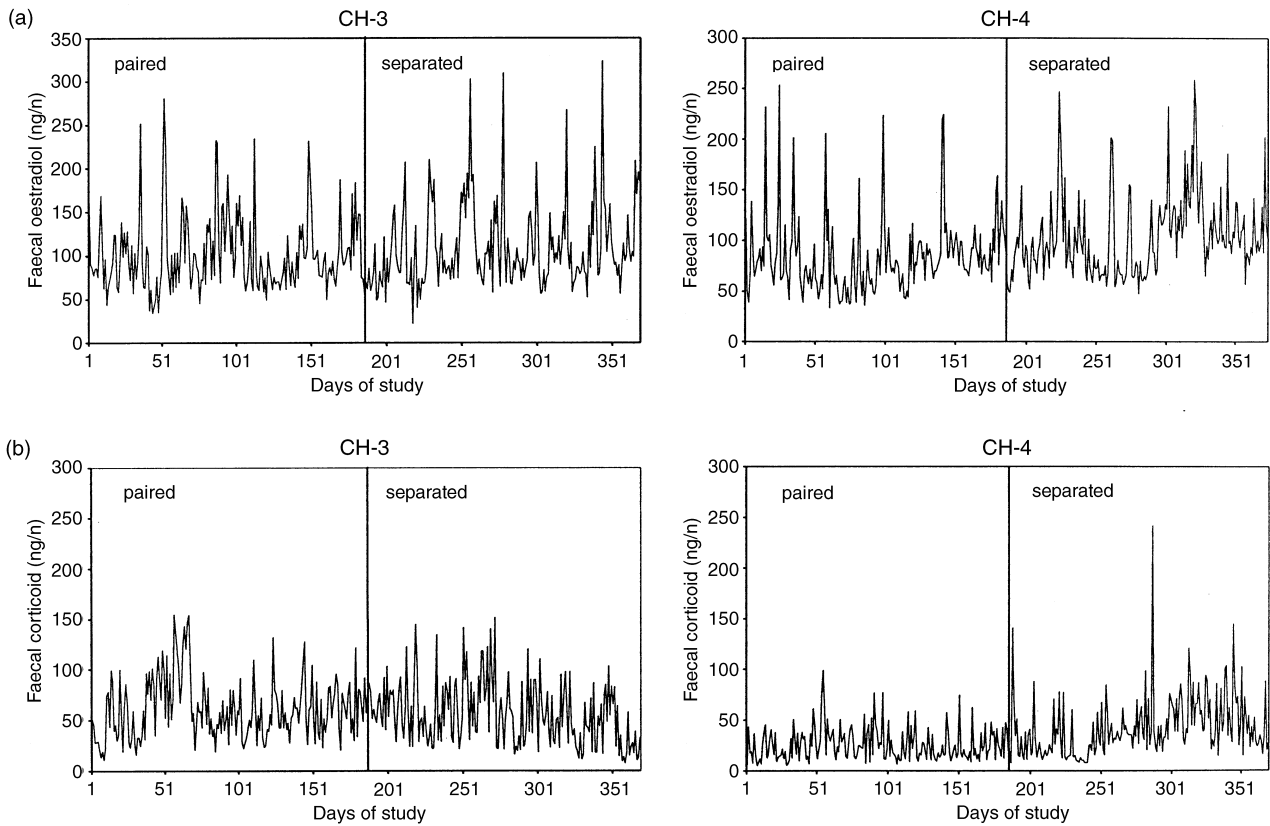 (a)
CH-3
Faecal oestradiol (ng/n)
350
300
250
200
150
100
50
0
paired
separated
1 51 101 151 201 251 301 351
Days of study
CH-4
Faecal oestradiol (ng/n)
300
250
200
150
100
50
0
paired
separated
1 51 101 151 201 251 301 351
Days of study
(b)
CH-3
Faecal corticoid (ng/n)
300
250
200
150
100
50
0
paired
separated
1 51 101 151 201 251 301 351
Days of study
CH-4
Faecal corticoid (ng/n)
300
250
200
150
100
50
0
paired
separated
1 51 101 151 201 251 301 351
Days of study